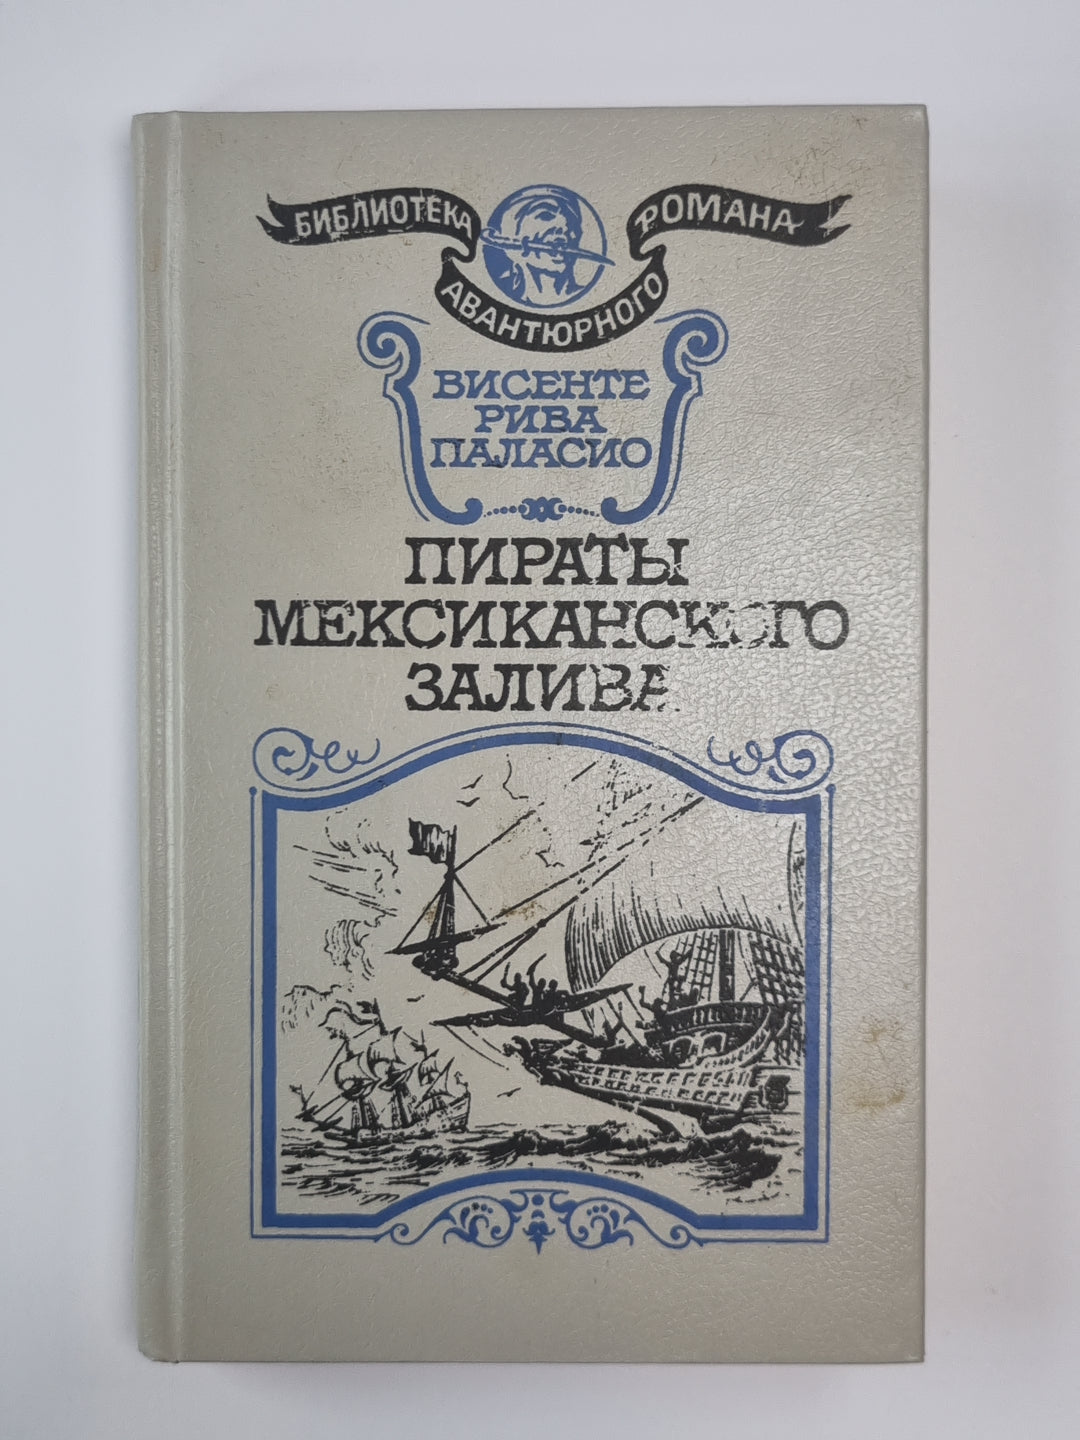 БИБЛИОТЕКА
АВАНТЮРНОГО
РОМАНА
ВИСЕНТЕ
РИВА
ПАЛАСИО
ПИРАТЫ
МЕКСИКАНСКОГО
ЗАЛИВА